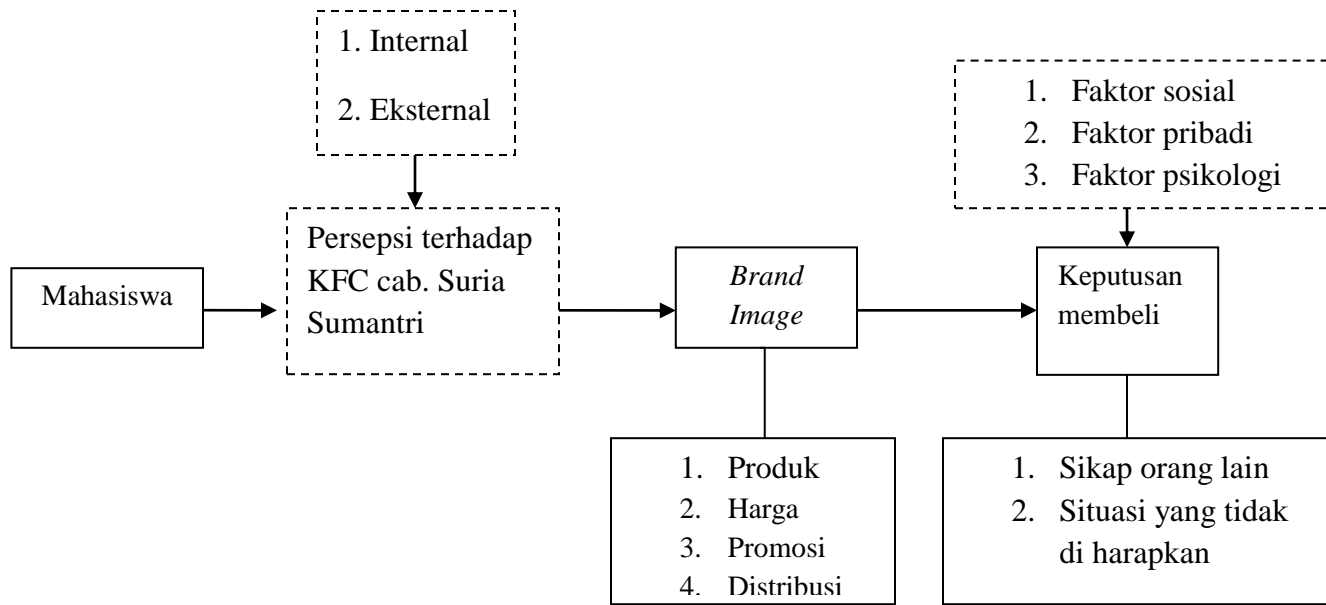 1. Internal
2. Eksternal
1. Faktor sosial
2. Faktor pribadi
3. Faktor psikologi
Mahasiswa
Persepsi terhadap
KFC cab. Suria
Sumantri
Brand
Image
Keputusan
membeli
1. Produk
2. Harga
3. Promosi
4. Distribusi
1. Sikap orang lain
2. Situasi yang tidak
di harapkan